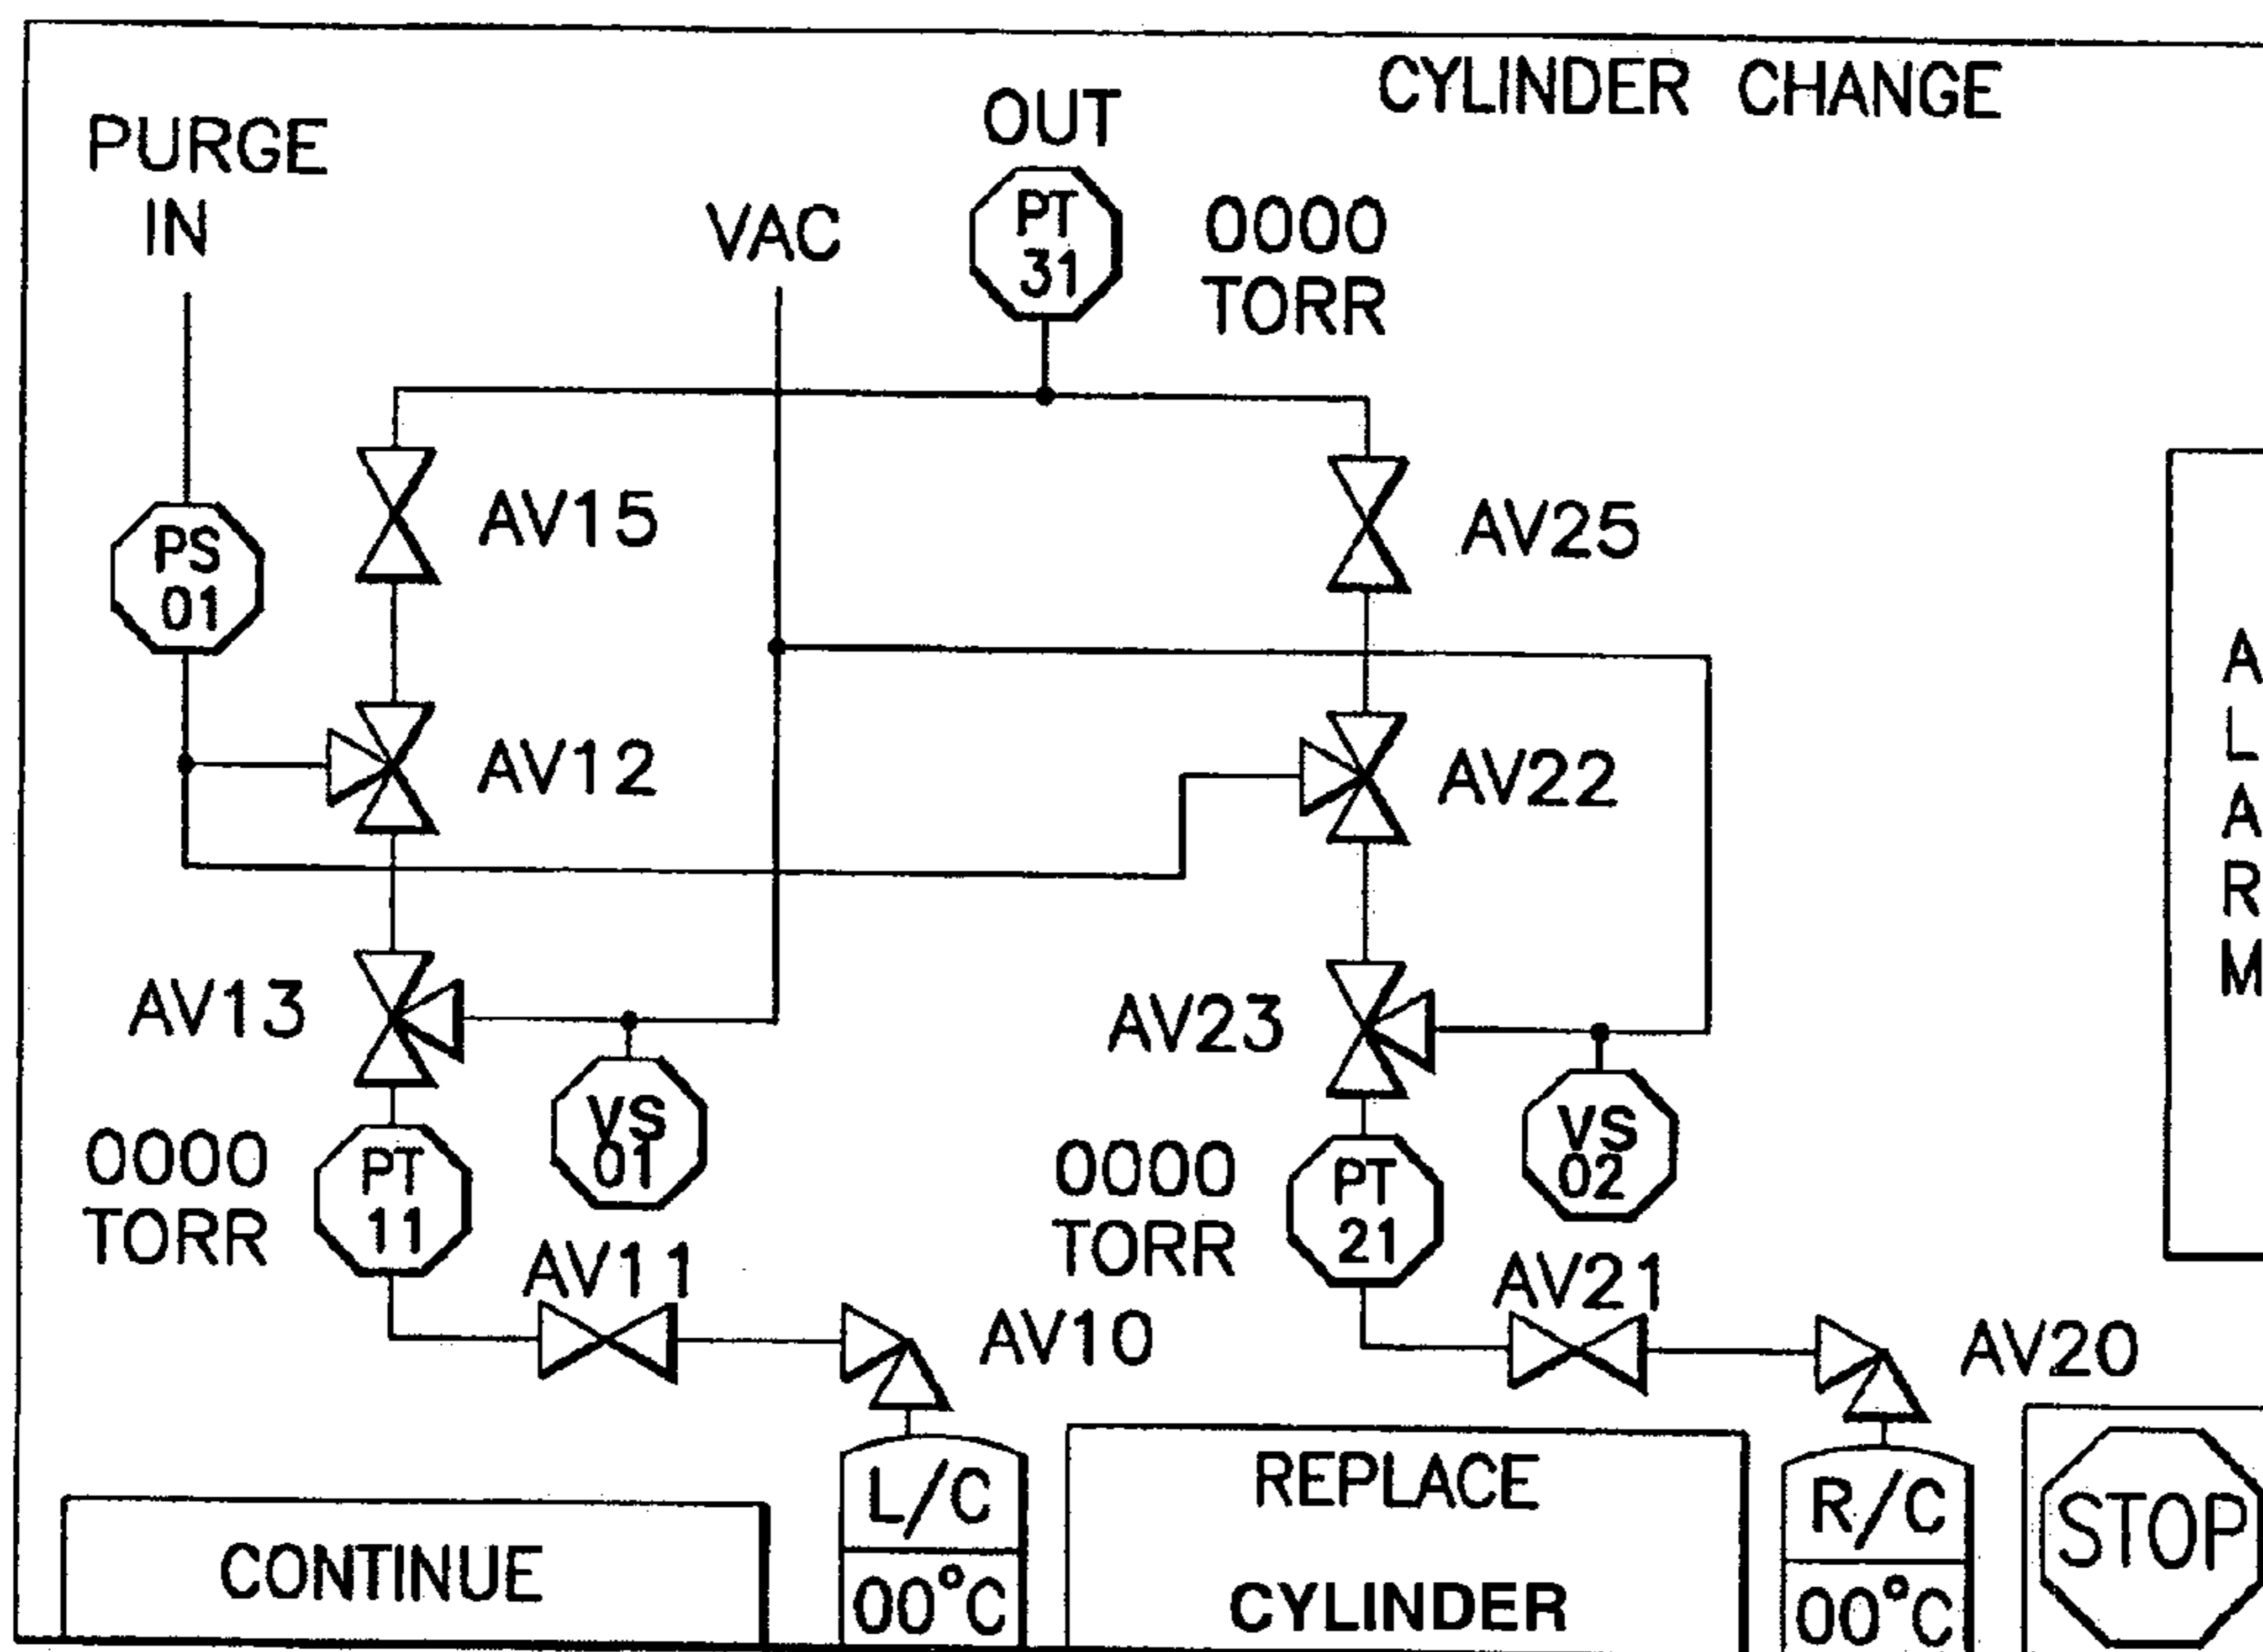 CYLINDER CHANGE
PURGE
IN
VAC
OUT
PT
31
0000
TORR
PS
01
AV15
AV25
AV12
AV22
AV13
AV23
VS
01
VS
02
0000
TORR
PT
11
0000
TORR
PT
21
AV11
AV10
AV21
AV20
A
L
A
R
M
CONTINUE
L/C
00°C
REPLACE
CYLINDER
R/C
00°C
STOP